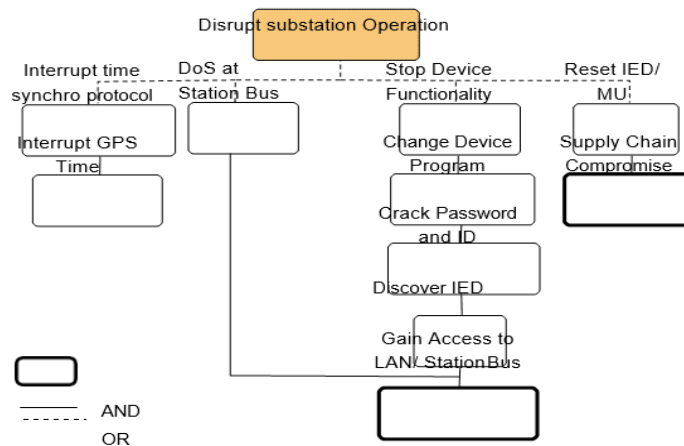 Disrupt substation Operation
Interrupt time
synchro protocol
DoS at
Station Bus
Stop Device
Functionality
Reset IED/
MU
Interrupt GPS
Time
Change Device
Program
Supply Chain
Compromise
Crack Password
and ID
Discover IED
Gain Access to
LAN/ Station Bus
AND
OR